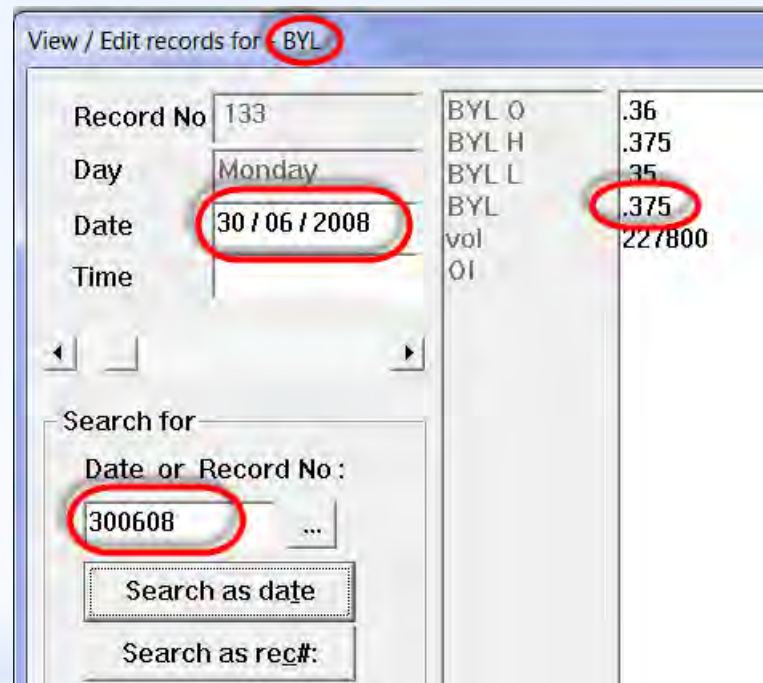 View / Edit records for - BYL
Record No 133
Day Monday
Date 30 / 06 / 2008
Time
BYL O .36
BYL H .375
BYL L .35
BYL .375
vol 227800
OI
Search for
Date or Record No :
300608 ...
Search as date
Search as rec#: